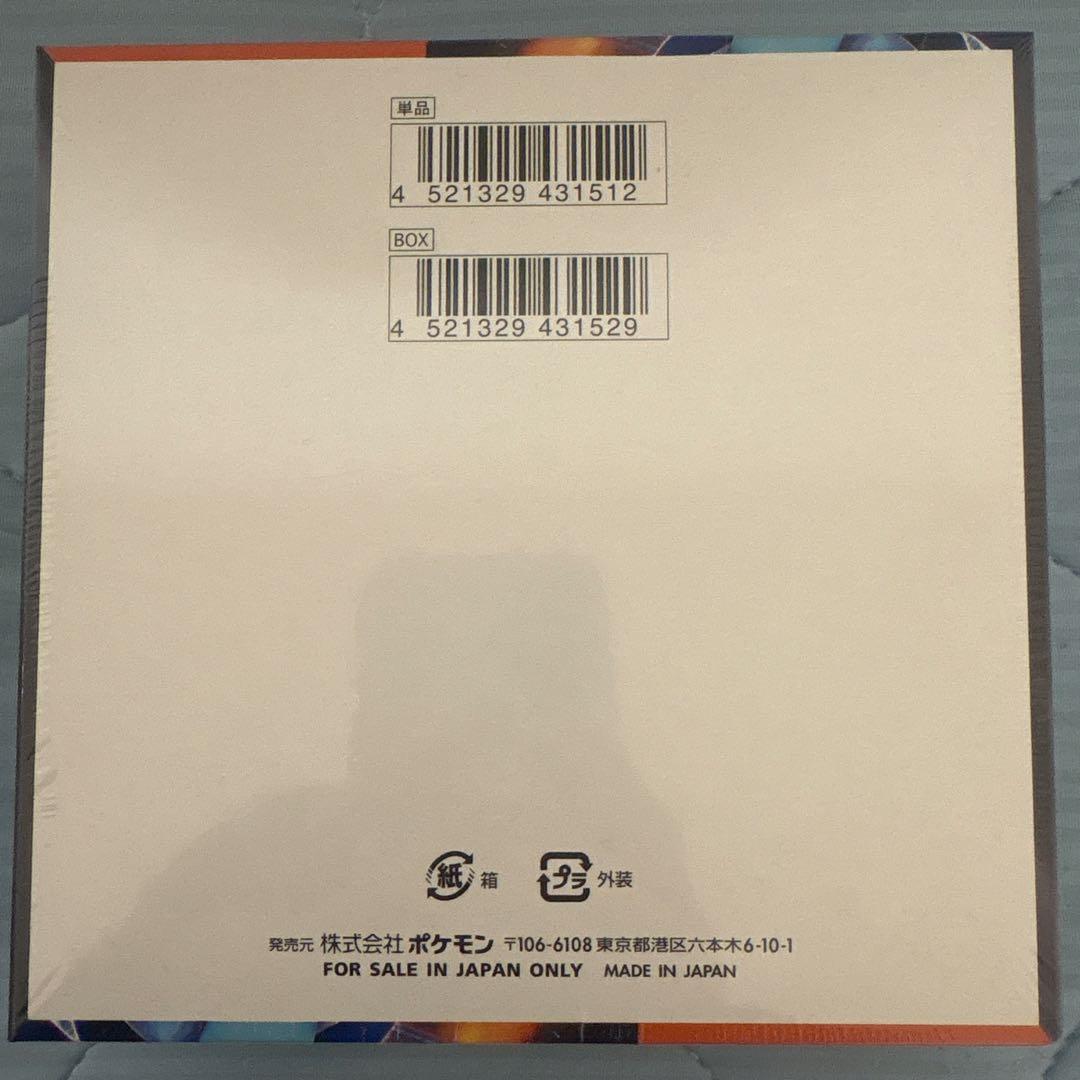 単品
4 521329 431512
BOX
4 521329 431529
紙 箱 プラ 外装
発売元 株式会社 ポケモン 〒106-6108 東京都港区六本木6-10-1
FOR SALE IN JAPAN ONLY MADE IN JAPAN